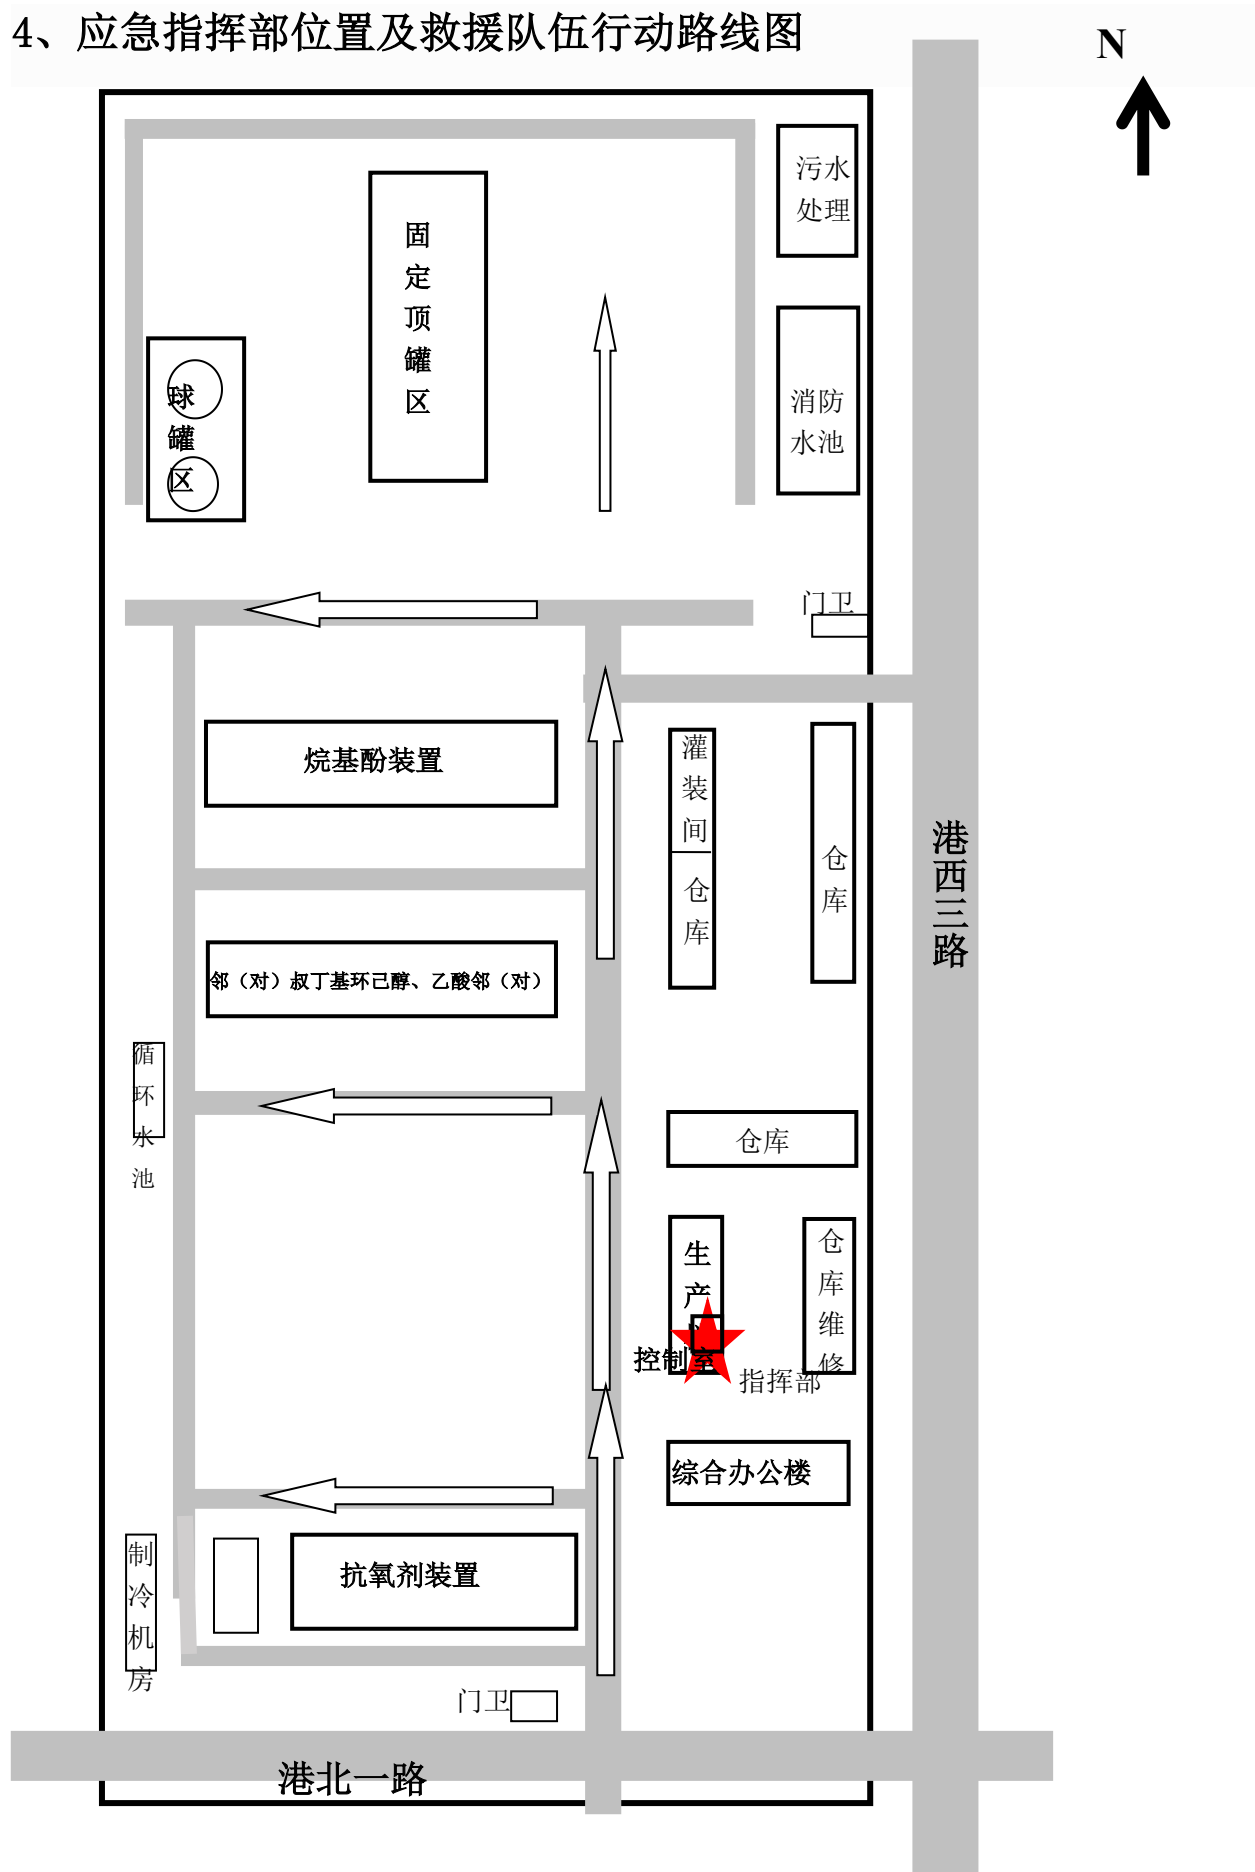 4、应急指挥部位置及救援队伍行动路线图
N
污水
处理
固定顶罐区
球罐区
消防
水池
门卫
烷基酚装置
灌装间
仓库
仓库
港西三路
邻（对）叔丁基环己醇、乙酸邻（对）
循环水池
仓库
生产
仓库维修
控制室
指挥部
综合办公楼
制冷机房
抗氧剂装置
门卫
港北一路